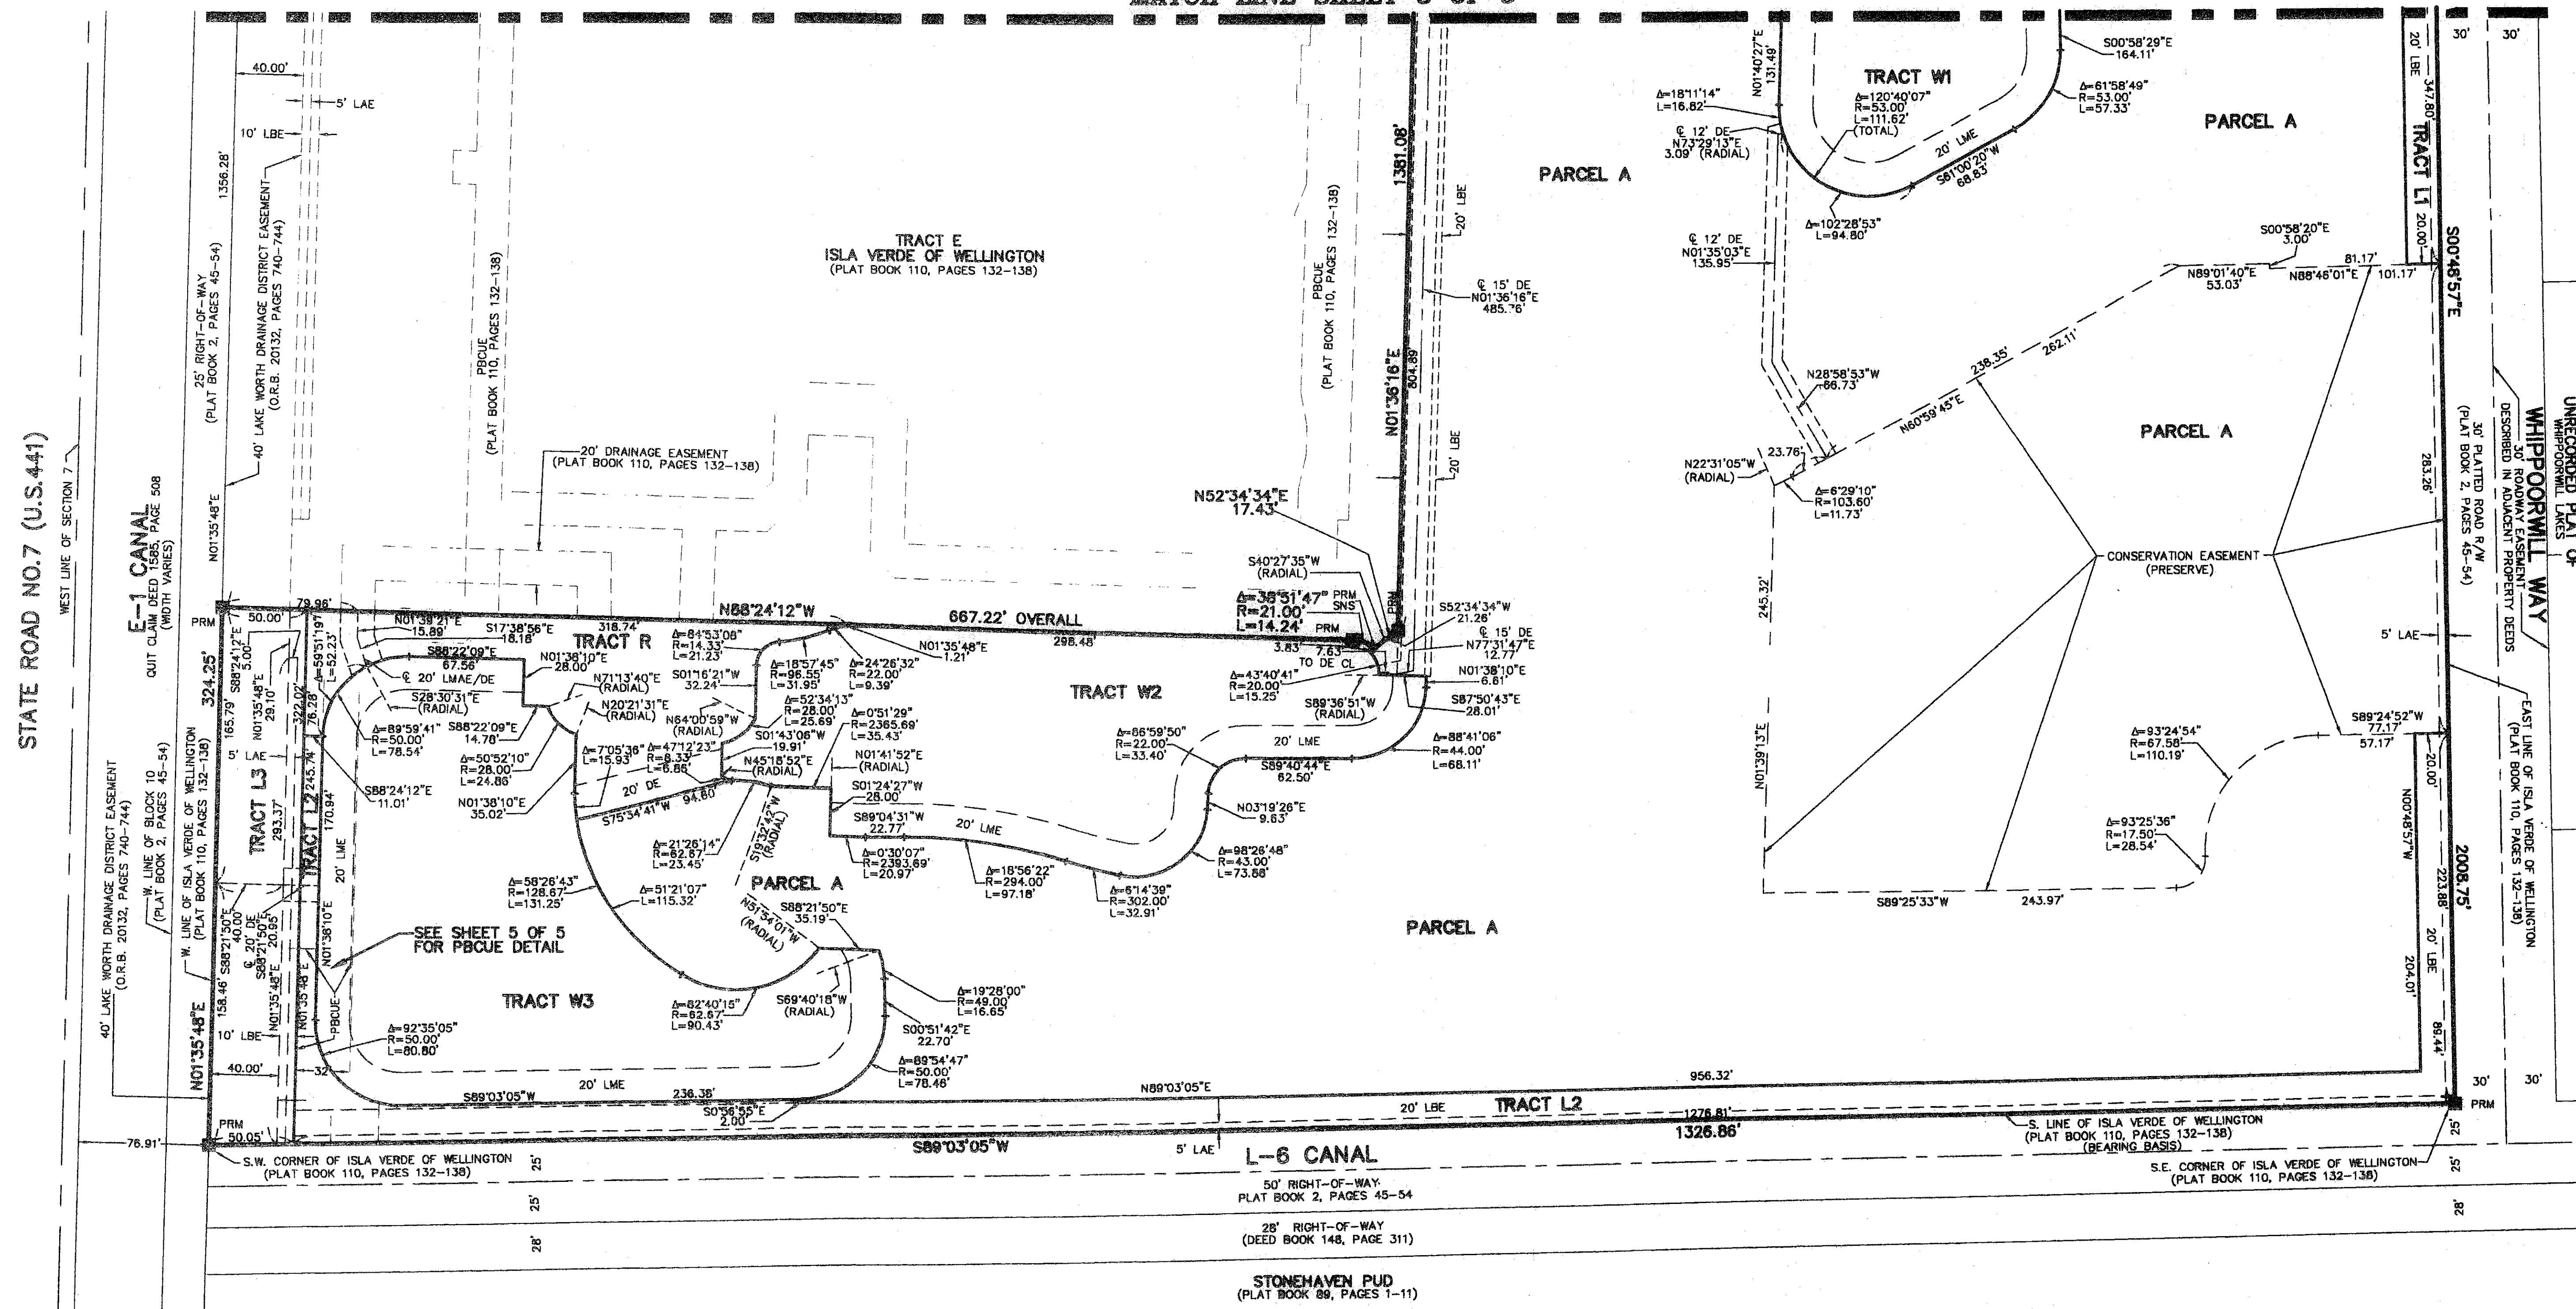 40.00'
5' LAE
10' LBE
1356.28'
25' RIGHT-OF-WAY
(PLAT BOOK 2, PAGES 45-54)
40' LAKE WORTH DRAINAGE DISTRICT EASEMENT
(O.R.B. 20132, PAGES 740-744)
N01°35'48"E
PBCUE
(PLAT BOOK 110, PAGES 132-138)
TRACT E
ISLA VERDE OF WELLINGTON
(PLAT BOOK 110, PAGES 132-138)
20' DRAINAGE EASEMENT
(PLAT BOOK 110, PAGES 132-138)
PBCUE
(PLAT BOOK 110, PAGES 132-138)
1381.08'
N01°36'16"E
804.89'
20' LBE
20' LBE
℄ 15' DE
N01°36'16"E
PARCEL A
N01°40'27"E
131.49'
Δ=18°11'14"
L=16.82'
℄ 12' DE
N73°29'13"E
3.09' (RADIAL)
TRACT W1
Δ=120°40'07"
R=53.00'
L=111.62'
(TOTAL)
20' LME
68.83'
Δ=102°28'53"
L=94.80'
S00°58'29"E
164.11'
Δ=61°58'49"
R=53.00'
L=57.33'
PARCEL A
℄ 12' DE
N01°35'03"E
135.95'
N28°58'53"W
66.73'
20' LBE
347.80'
TRACT L1
20.00'
30'
30'
S00°58'20"E
3.00'
N89°01'40"E
53.03'
81.17'
N88°46'01"E
101.17'
S00°48'57"E
238.35'
262.11'
N60°59'45"E
23.76'
N22°31'05"W
(RADIAL)
Δ=6°29'10"
R=103.60'
L=11.73'
PARCEL A
283.26'
CONSERVATION EASEMENT
(PRESERVE)
30' PLATTED ROAD R/W
(PLAT BOOK 2, PAGES 45-54)
30' ROADWAY EASEMENT
DESCRIBED IN ADJACENT PROPERTY DEEDS
WHIPPOORWILL WAY
UNRECORDED PLAT OF
WHIPPOORWILL LAKES
STATE ROAD NO.7 (U.S.441)
WEST LINE OF SECTION 7
E-1 CANAL
QUIT CLAIM DEED 1585, PAGE 508
(WIDTH VARIES)
40' LAKE WORTH DRAINAGE DISTRICT EASEMENT
(O.R.B. 20132, PAGES 740-744)
W. LINE OF BLOCK 10
(PLAT BOOK 2, PAGES 45-54)
W. LINE OF ISLA VERDE OF WELLINGTON
(PLAT BOOK 110, PAGES 132-138)
PRM
50.00'
79.96'
N88°24'12"W
667.22' OVERALL
318.74'
298.48'
N52°34'34"E
17.43'
S40°27'35"W
(RADIAL)
Δ=38°51'47"
R=21.00'
L=14.24'
PRM
SNS
PRM
PRM
3.83'
7.63'
TO DE CL
S52°34'34"W
21.26'
℄ 15' DE
N77°31'47"E
12.77'
N01°38'10"E
6.81'
Δ=43°40'41"
R=20.00'
L=15.25'
S89°36'51"W
(RADIAL)
S87°50'43"E
28.01'
324.25'
165.79'
S88°24'12"E
5.00'
N01°35'48"E
29.10'
5' LAE
TRACT L3
293.37'
322.02'
76.28'
TRACT L2
245.74'
170.94'
20' LME
Δ=59°51'19"
L=52.23'
N01°39'21"E
15.89'
S17°38'56"E
18.18'
TRACT R
S88°22'09"E
67.56'
℄ 20' LMAE/DE
S28°30'31"E
(RADIAL)
N01°38'10"E
28.00'
Δ=89°59'41"
R=50.00'
L=78.54'
S88°24'12"E
11.01'
S88°22'09"E
14.78'
N71°13'40"E
(RADIAL)
N20°21'31"E
(RADIAL)
Δ=50°52'10"
R=28.00'
L=24.86'
N01°38'10"E
35.02'
Δ=84°53'08"
R=14.33'
L=21.23'
S01°16'21"W
32.24'
N64°00'59"W
(RADIAL)
Δ=18°57'45"
R=96.55'
L=31.95'
Δ=24°26'32"
R=22.00'
L=9.39'
N01°35'48"E
1.21'
Δ=52°34'13"
R=28.00'
L=25.69'
S01°43'06"W
19.91'
Δ=0°51'29"
R=2365.69'
L=35.43'
Δ=7°05'36"
L=15.93'
Δ=47°12'23"
R=8.33'
L=6.86'
N45°18'52"E
(RADIAL)
N01°41'52"E
(RADIAL)
20' DE
S75°34'41"W
94.80'
S01°24'27"W
28.00'
S89°04'31"W
22.77'
Δ=21°26'14"
R=62.67'
L=23.45'
S19°32'42"W
(RADIAL)
Δ=0°30'07"
R=2393.69'
L=20.97'
20' LME
TRACT W2
Δ=86°59'50"
R=22.00'
L=33.40'
20' LME
S89°40'44"E
62.50'
Δ=88°41'06"
R=44.00'
L=68.11'
N03°19'26"E
9.63'
Δ=98°26'48"
R=43.00'
L=73.88'
Δ=18°56'22"
R=294.00'
L=97.18'
Δ=6°14'39"
R=302.00'
L=32.91'
PARCEL A
Δ=58°26'43"
R=128.67'
L=131.25'
Δ=51°21'07"
L=115.32'
S88°21'50"E
35.19'
N51°54'01"W
(RADIAL)
SEE SHEET 5 OF 5
FOR PBCUE DETAIL
TRACT W3
S69°40'18"W
(RADIAL)
Δ=82°40'15"
R=62.67'
L=90.43'
Δ=19°28'00"
R=49.00'
L=16.65'
S00°51'42"E
22.70'
Δ=89°54'47"
R=50.00'
L=78.46'
PARCEL A
S88°21'50"E
40.00'
℄ 20' DE
S88°21'50"E
20.95'
158.46'
N01°35'48"E
N01°35'48"E
N01°35'48"E
N01°38'10"E
PBCUE
10' LBE
40.00'
32'
Δ=92°35'05"
R=50.00'
L=80.80'
20' LME
S89°03'05"W
236.38'
S0°56'55"E
2.00'
N89°03'05"E
956.32'
20' LBE
TRACT L2
1276.81'
1326.86'
S89°03'05"W
5' LAE
L-6 CANAL
PRM
50.05'
76.91'
S.W. CORNER OF ISLA VERDE OF WELLINGTON
(PLAT BOOK 110, PAGES 132-138)
245.32'
N01°39'13"E
S89°25'33"W
243.97'
Δ=93°24'54"
R=67.58'
L=110.19'
Δ=93°25'36"
R=17.50'
L=28.54'
S89°24'52"W
77.17'
57.17'
20.00'
N00°48'57"W
204.01'
223.88'
20' LBE
89.44'
2008.75'
5' LAE
EAST LINE OF ISLA VERDE OF WELLINGTON
(PLAT BOOK 110, PAGES 132-138)
30'
30'
PRM
S. LINE OF ISLA VERDE OF WELLINGTON
(PLAT BOOK 110, PAGES 132-138)
(BEARING BASIS)
S.E. CORNER OF ISLA VERDE OF WELLINGTON
(PLAT BOOK 110, PAGES 132-138)
25'
25'
28'
25'
25'
28'
50' RIGHT-OF-WAY
PLAT BOOK 2, PAGES 45-54
28' RIGHT-OF-WAY
(DEED BOOK 148, PAGE 311)
STONEHAVEN PUD
(PLAT BOOK 89, PAGES 1-11)